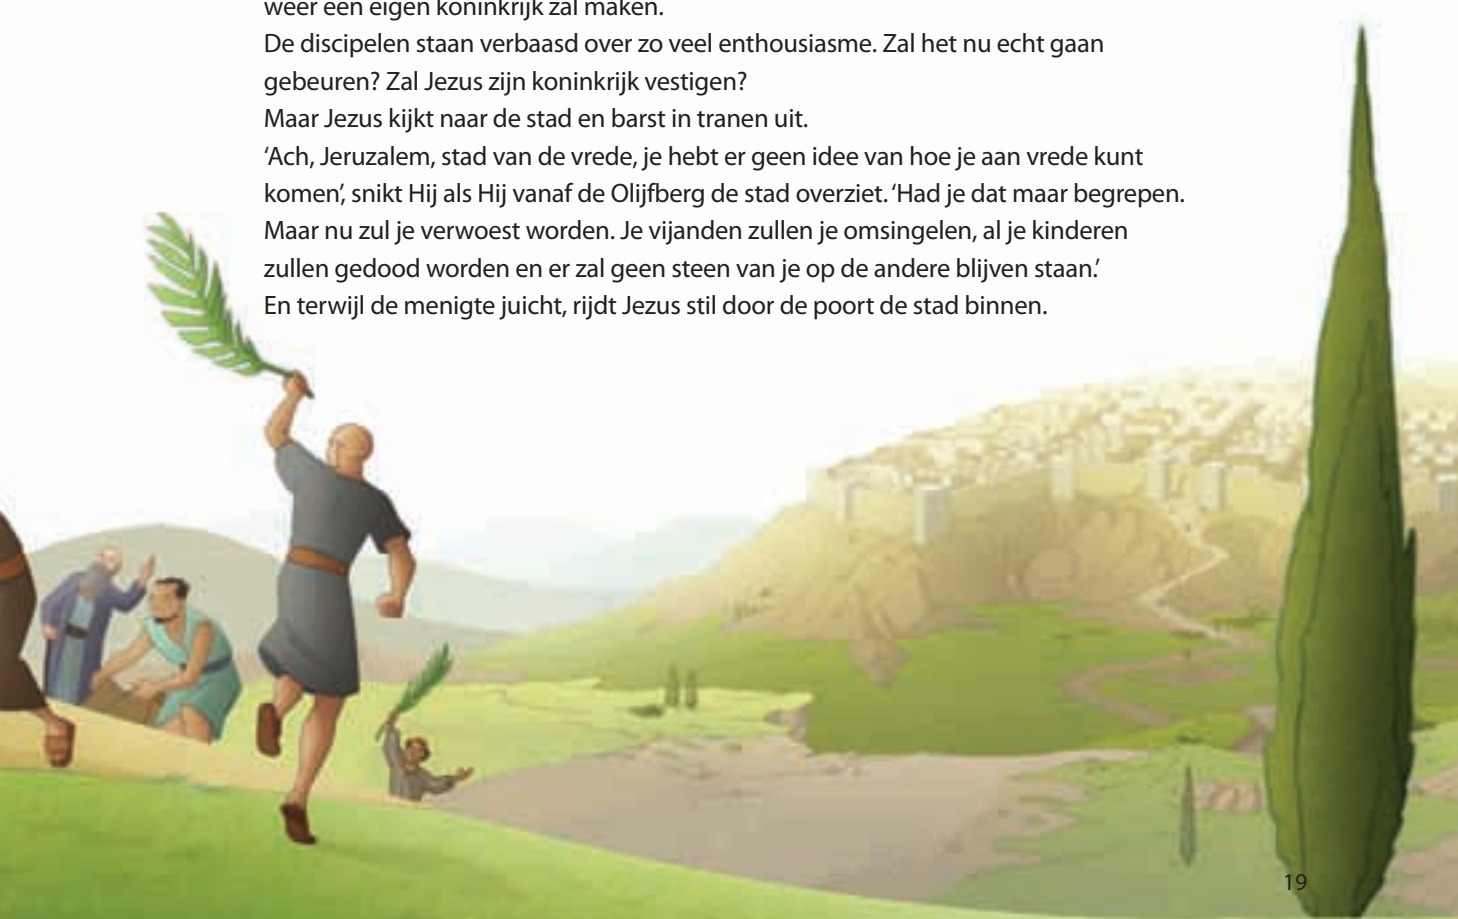 weer een eigen koninkrijk zal maken.
De discipelen staan verbaasd over zo veel enthousiasme. Zal het nu echt gaan
gebeuren? Zal Jezus zijn koninkrijk vestigen?
Maar Jezus kijkt naar de stad en barst in tranen uit.
‘Ach, Jeruzalem, stad van de vrede, je hebt er geen idee van hoe je aan vrede kunt
komen’, snikt Hij als Hij vanaf de Olijfberg de stad overziet. ‘Had je dat maar begrepen.
Maar nu zul je verwoest worden. Je vijanden zullen je omsingelen, al je kinderen
zullen gedood worden en er zal geen steen van je op de andere blijven staan.’
En terwijl de menigte juicht, rijdt Jezus stil door de poort de stad binnen.
19